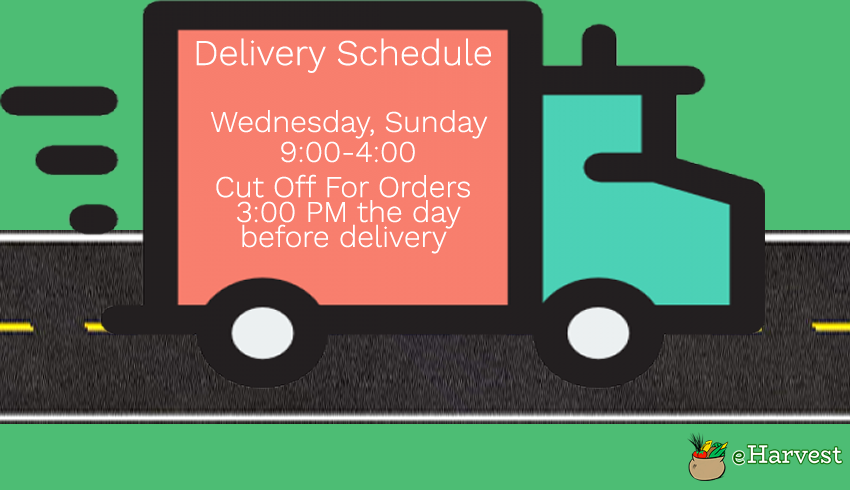 Delivery Schedule
Wednesday, Sunday
9:00-4:00
Cut Off For Orders
3:00 PM the day
before delivery
eHarvest